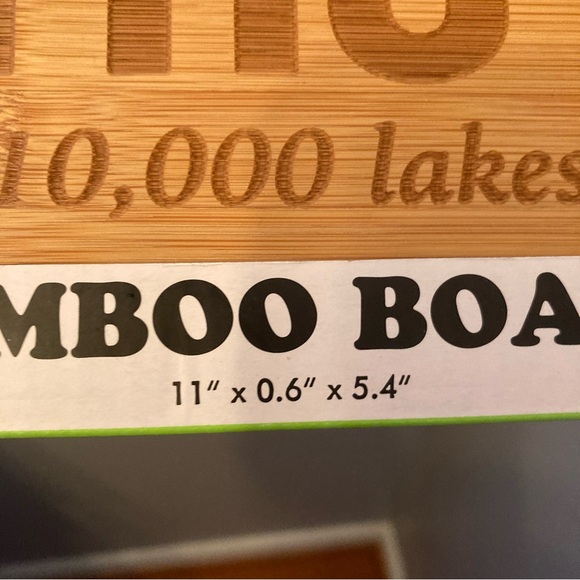 10,000 lakes
MBOO BOA
11" x 0.6" x 5.4"